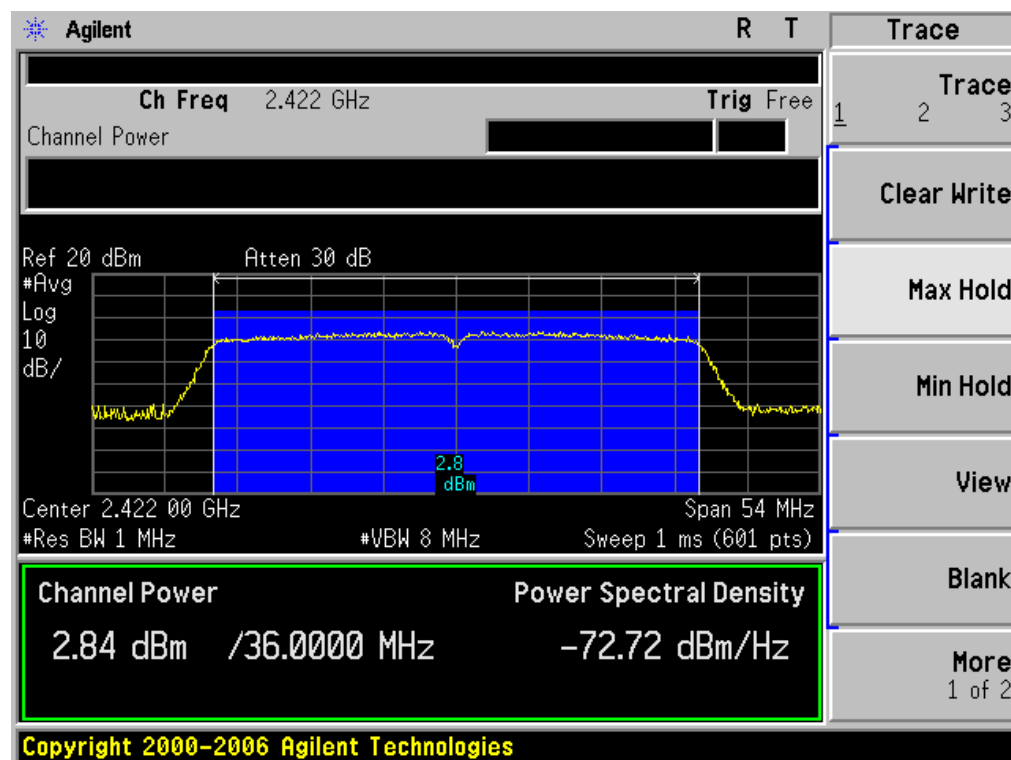 Agilent R T
Ch Freq 2.422 GHz Trig Free
Channel Power
Ref 20 dBm Atten 30 dB
#Avg
Log
10
dB/
2.8
dBm
Center 2.422 00 GHz Span 54 MHz
#Res BW 1 MHz #VBW 8 MHz Sweep 1 ms (601 pts)
Channel Power Power Spectral Density
2.84 dBm /36.0000 MHz -72.72 dBm/Hz
Copyright 2000-2006 Agilent Technologies
Trace
Trace
1 2 3
Clear Write
Max Hold
Min Hold
View
Blank
More
1 of 2